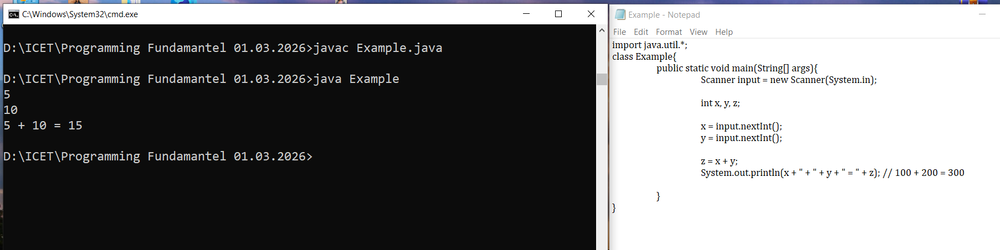 C:\Windows\System32\cmd.exe
D:\ICET\Programming Fundamantel 01.03.2026>javac Example.java
D:\ICET\Programming Fundamantel 01.03.2026>java Example
5
10
5 + 10 = 15
D:\ICET\Programming Fundamantel 01.03.2026>
Example - Notepad
File Edit Format View Help
import java.util.*;
class Example{
public static void main(String[] args){
Scanner input = new Scanner(System.in);
int x, y, z;
x = input.nextInt();
y = input.nextInt();
z = x + y;
System.out.println(x + " + " + y + " = " + z); // 100 + 200 = 300
}
}